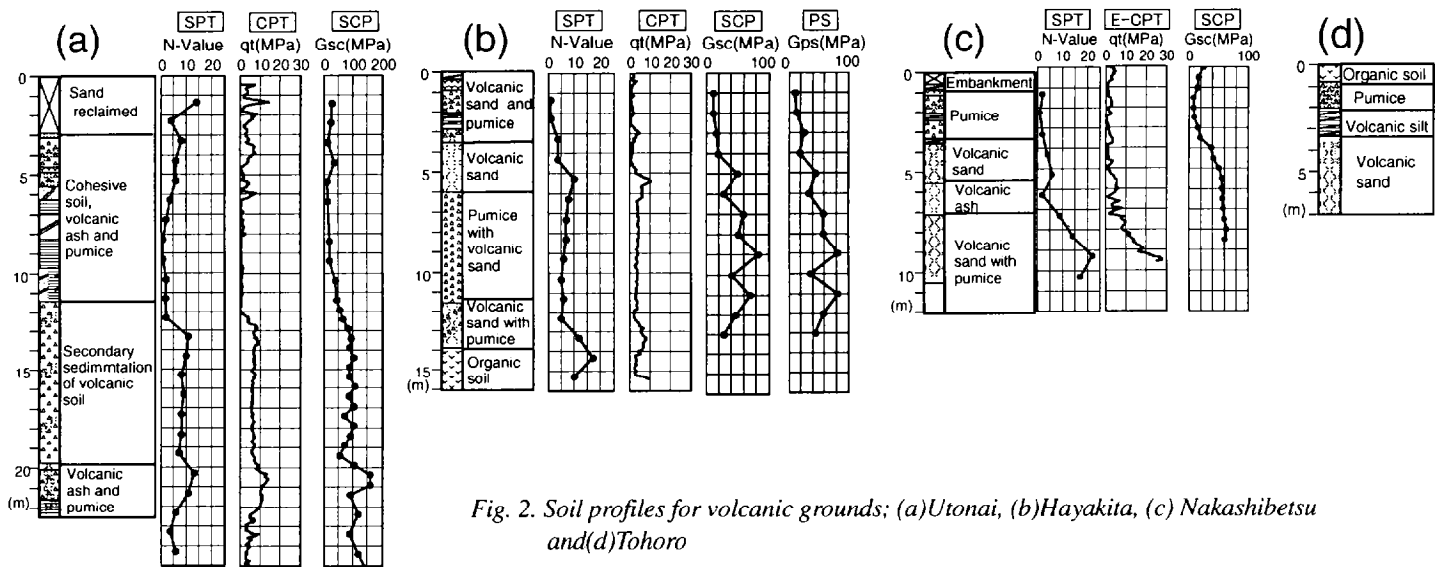 (a)
SPT CPT SCP
N-Value qt(MPa) Gsc(MPa)
0 10 20 0 10 20 30 0 100 200
0
5
10
15
20
(m)
Sand
reclaimed
Cohesive
soil,
volcanic
ash and
pumice
Secondary
sedimmtation
of volcanic
soil
Volcanic
ash and
pumice
(b)
SPT CPT SCP PS
N-Value qt(MPa) Gsc(MPa) Gps(MPa)
0 10 20 0 10 20 30 0 100 0 100
0
5
10
15
(m)
Volcanic
sand and
pumice
Volcanic
sand
Pumice
with
volcanic
sand
Volcanic
sand with
pumice
Organic
soil
(c)
SPT E-CPT SCP
N-Value qt(MPa) Gsc(MPa)
0 20 0 10 20 30 0 100
0
5
10
(m)
Embankment
Pumice
Volcanic
sand
Volcanic
ash
Volcanic
sand with
pumice
(d)
0
5
(m)
Organic soil
Pumice
Volcanic silt
Volcanic
sand
Fig. 2. Soil profiles for volcanic grounds; (a)Utonai, (b)Hayakita, (c) Nakashibetsu
and(d)Tohoro